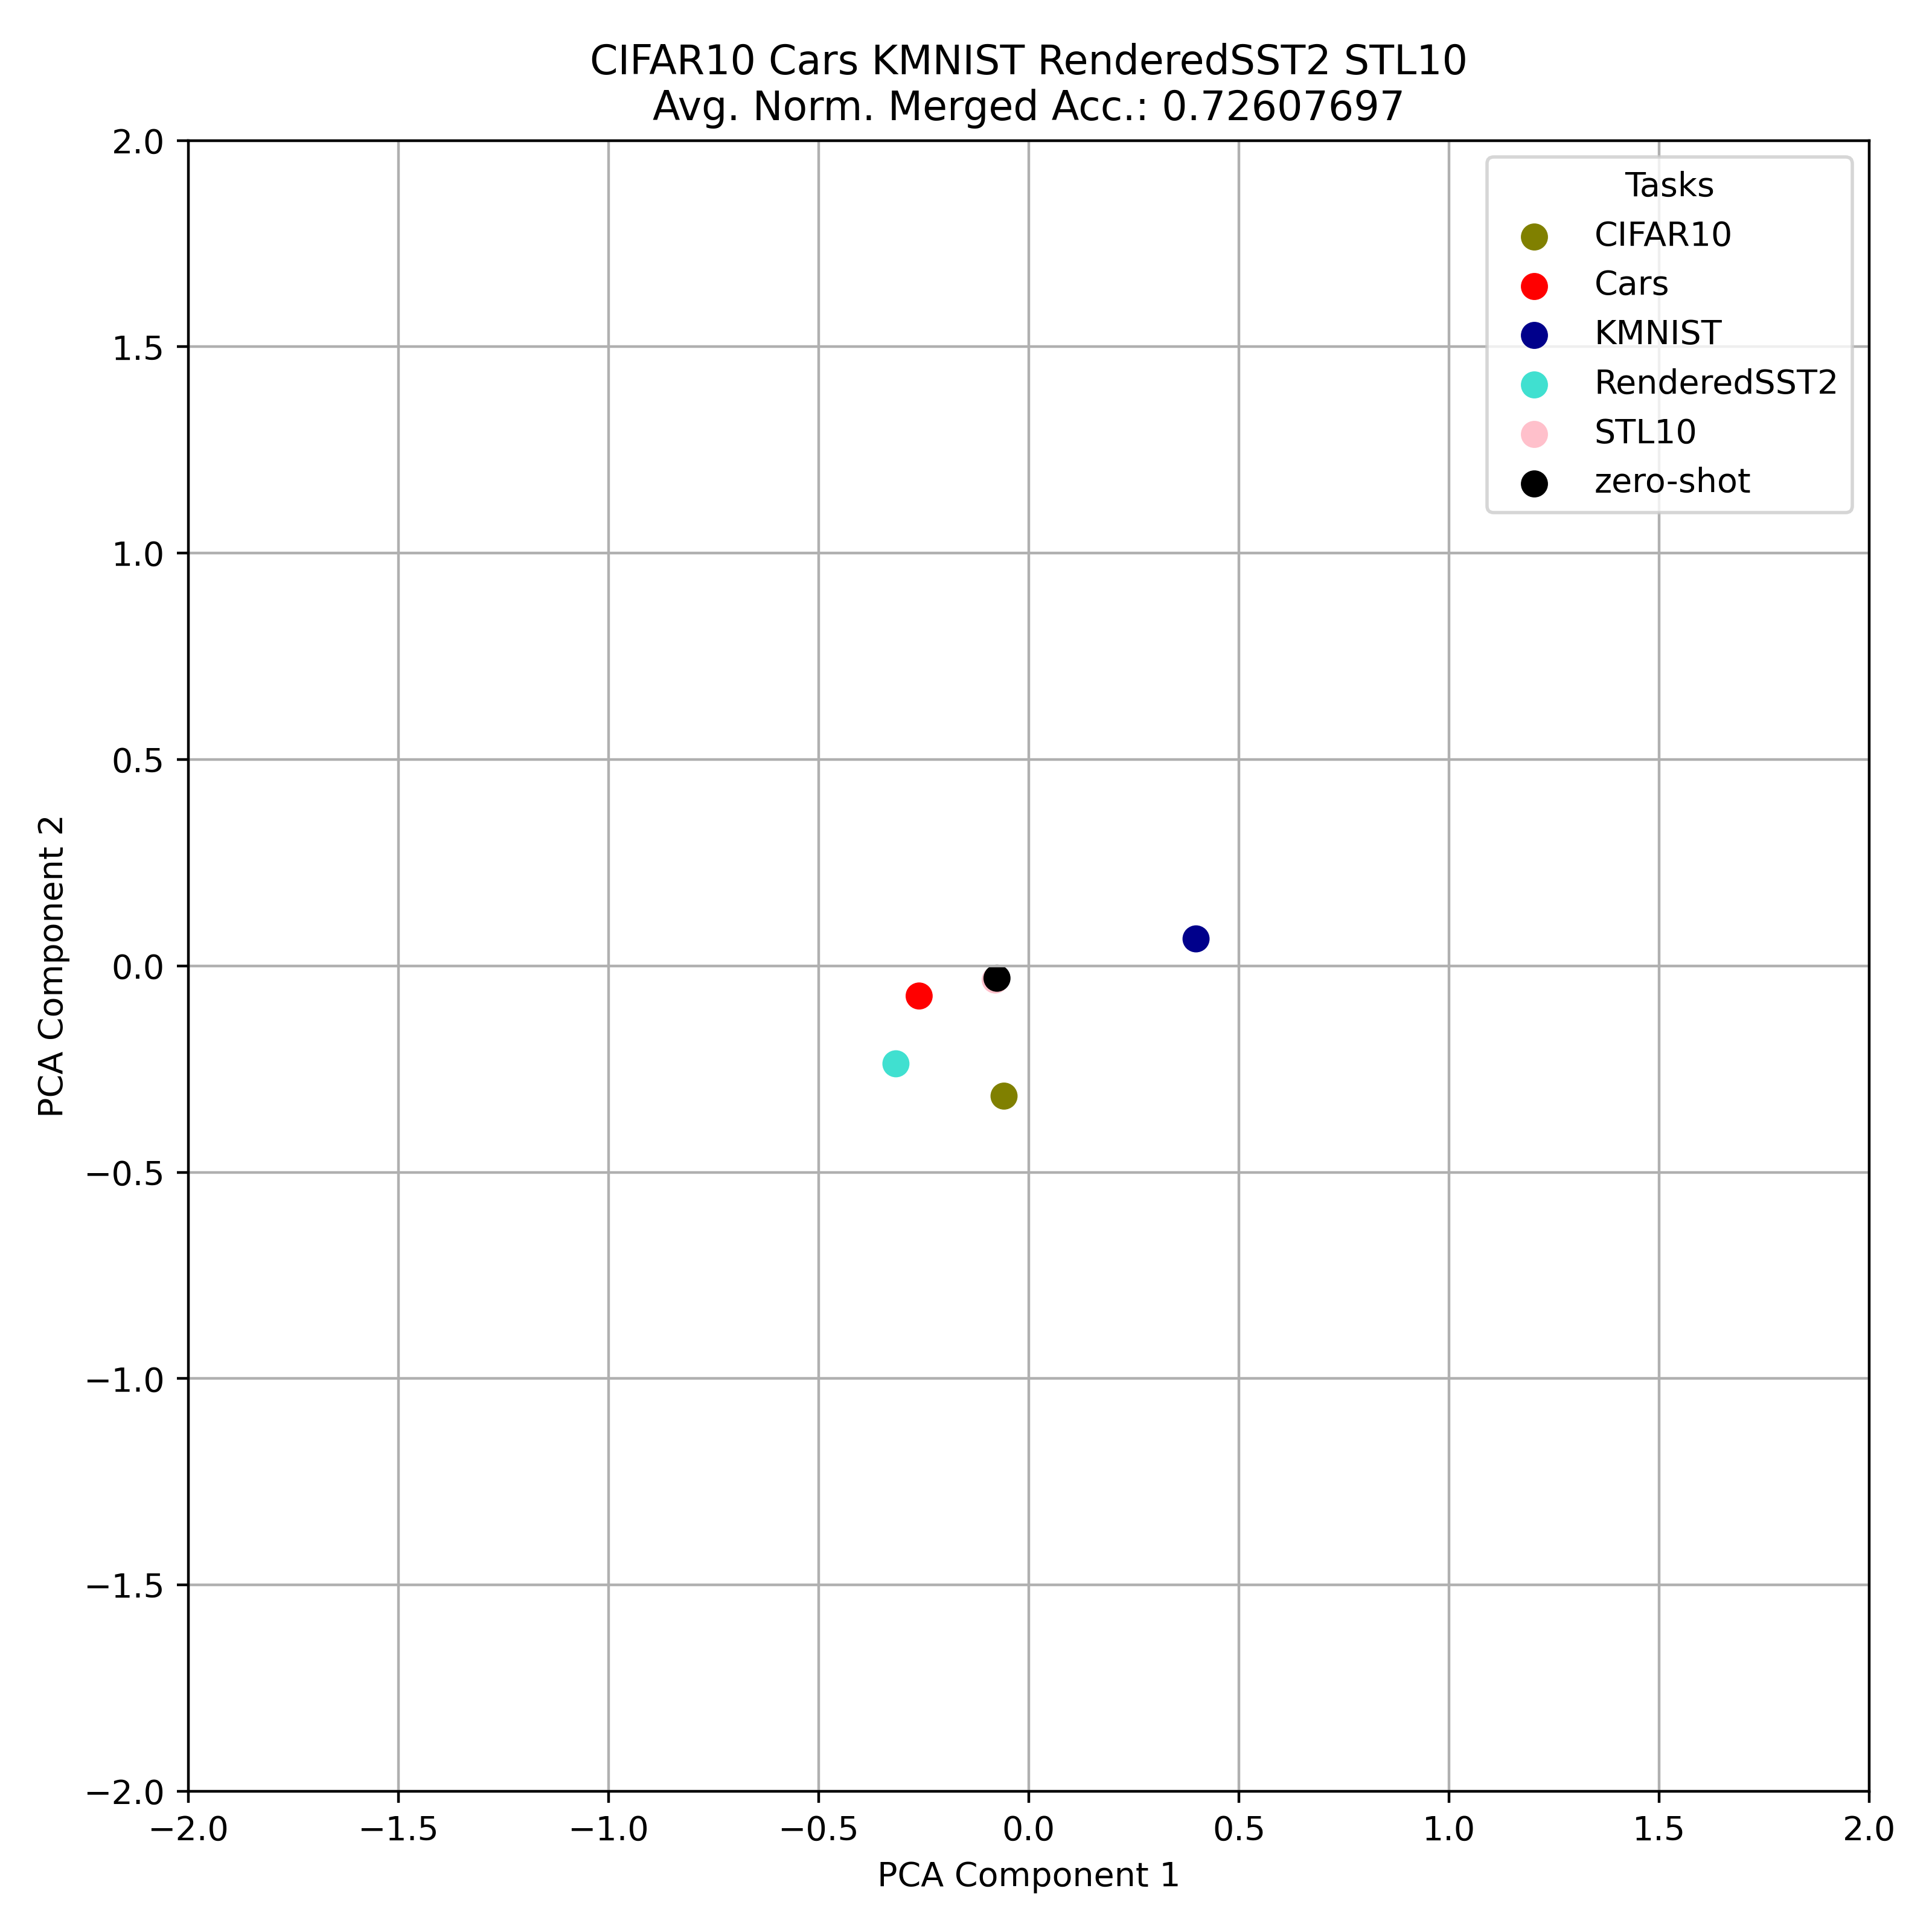 CIFAR10 Cars KMNIST RenderedSST2 STL10
Avg. Norm. Merged Acc.: 0.72607697
Tasks
CIFAR10
Cars
KMNIST
RenderedSST2
STL10
zero-shot
2.0
1.5
1.0
0.5
0.0
−0.5
−1.0
−1.5
−2.0
PCA Component 2
−2.0 −1.5 −1.0 −0.5 0.0 0.5 1.0 1.5 2.0
PCA Component 1